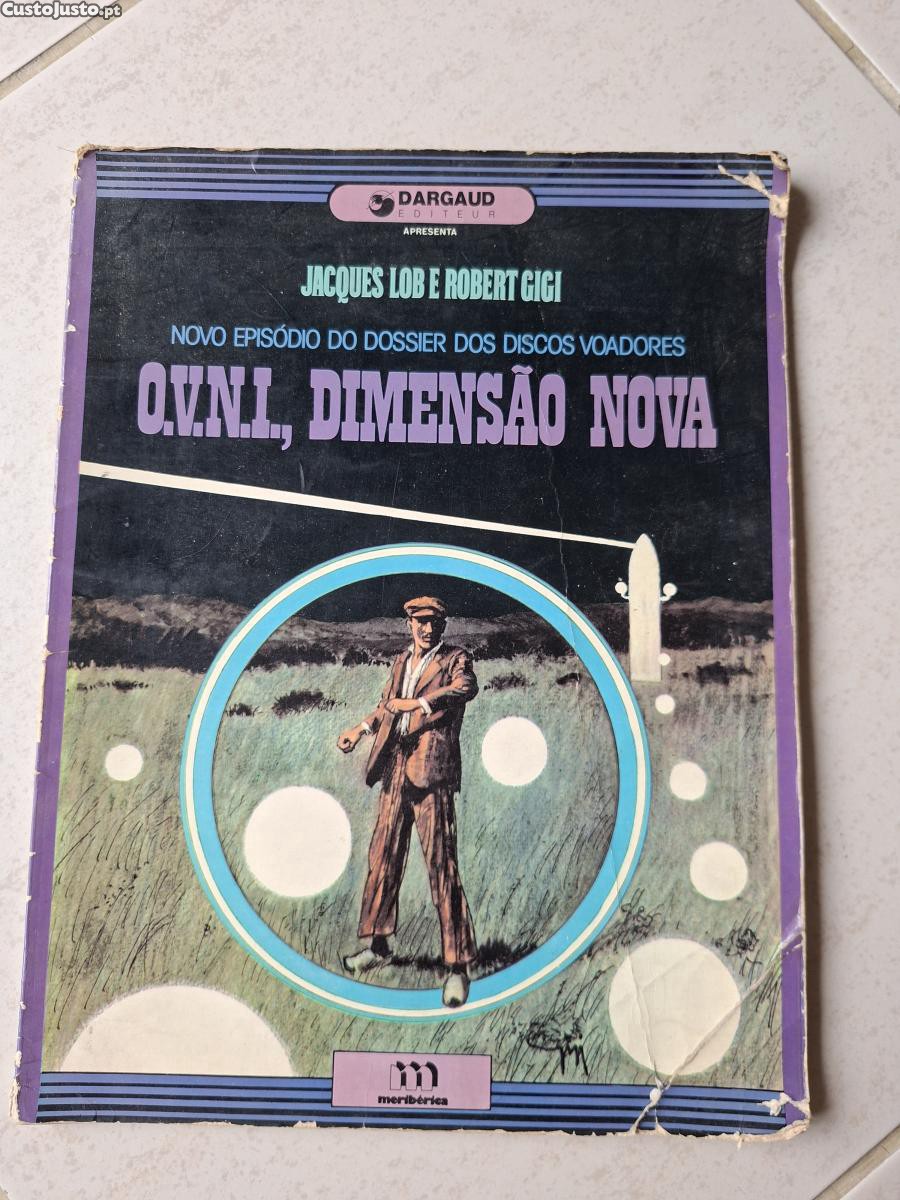 CustoJusto.pt
DARGAUD
EDITEUR
APRESENTA
JACQUES LOB E ROBERT GIGI
NOVO EPISÓDIO DO DOSSIER DOS DISCOS VOADORES
O.V.N.I., DIMENSÃO NOVA
m
meribérica